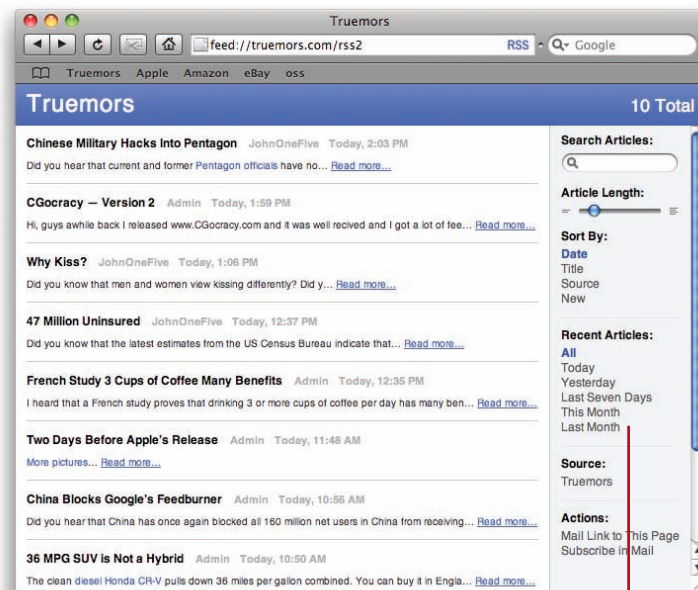 Truemors
feed://truemors.com/rss2 RSS Google
Truemors Apple Amazon eBay oss
Truemors 10 Total
Chinese Military Hacks Into Pentagon JohnOneFive Today, 2:03 PM
Did you hear that current and former Pentagon officials have no... Read more...
CGocracy — Version 2 Admin Today, 1:59 PM
Hi, guys awhile back I released www.CGocracy.com and it was well recived and I got a lot of fee... Read more...
Why Kiss? JohnOneFive Today, 1:06 PM
Did you know that men and women view kissing differently? Did y... Read more...
47 Million Uninsured JohnOneFive Today, 12:37 PM
Did you know that the latest estimates from the US Census Bureau indicate that... Read more...
French Study 3 Cups of Coffee Many Benefits Admin Today, 12:35 PM
I heard that a French study proves that drinking 3 or more cups of coffee per day has many ben... Read more...
Two Days Before Apple's Release Admin Today, 11:48 AM
More pictures... Read more...
China Blocks Google's Feedburner Admin Today, 10:56 AM
Did you hear that China has once again blocked all 160 million net users in China from receiving... Read more...
36 MPG SUV is Not a Hybrid Admin Today, 10:50 AM
The clean diesel Honda CR-V pulls down 36 miles per gallon combined. You can buy it in Engla... Read more...
Search Articles:
Article Length:
Sort By:
Date
Title
Source
New
Recent Articles:
All
Today
Yesterday
Last Seven Days
This Month
Last Month
Source:
Truemors
Actions:
Mail Link to This Page
Subscribe in Mail